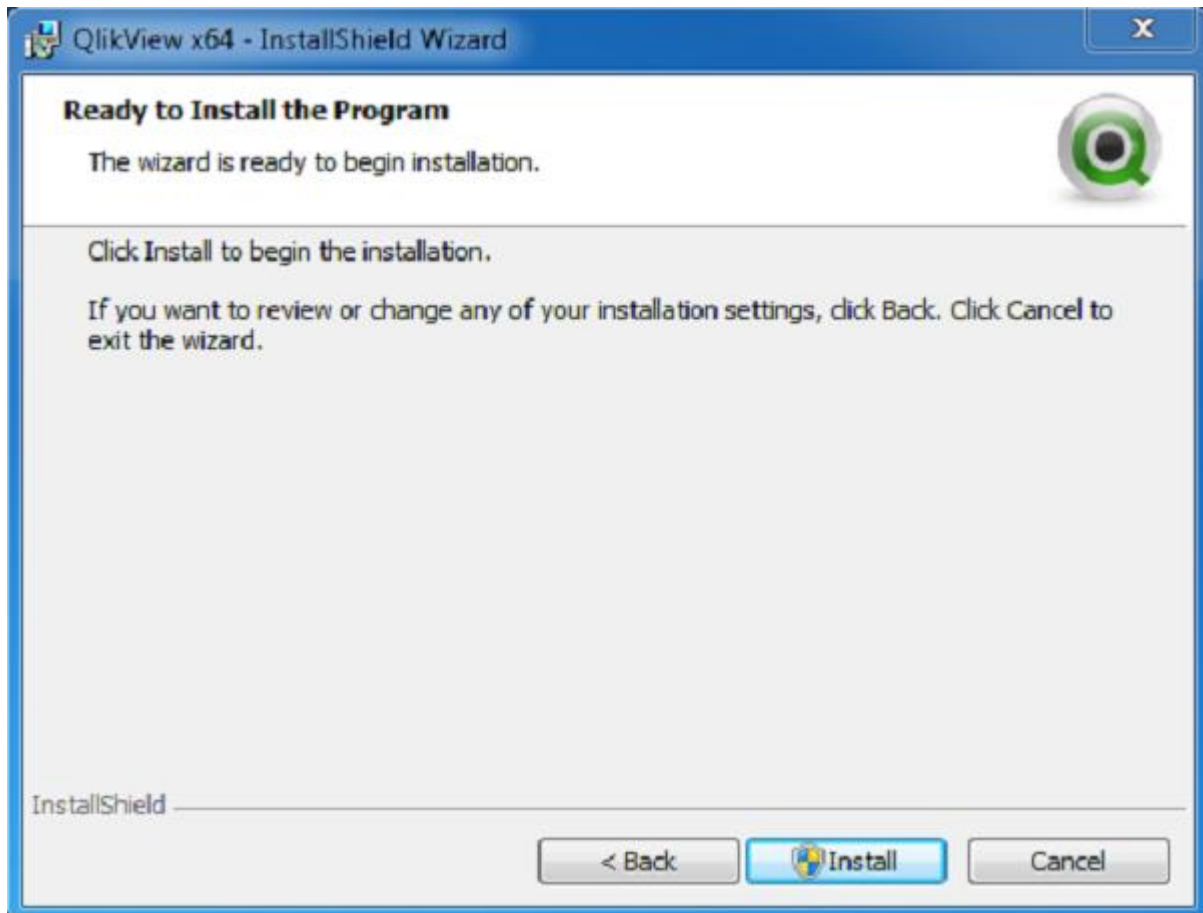 QlikView x64 - InstallShield Wizard
Ready to Install the Program
The wizard is ready to begin installation.
Click Install to begin the installation.
If you want to review or change any of your installation settings, click Back. Click Cancel to
exit the wizard.
InstallShield
< Back
Install
Cancel